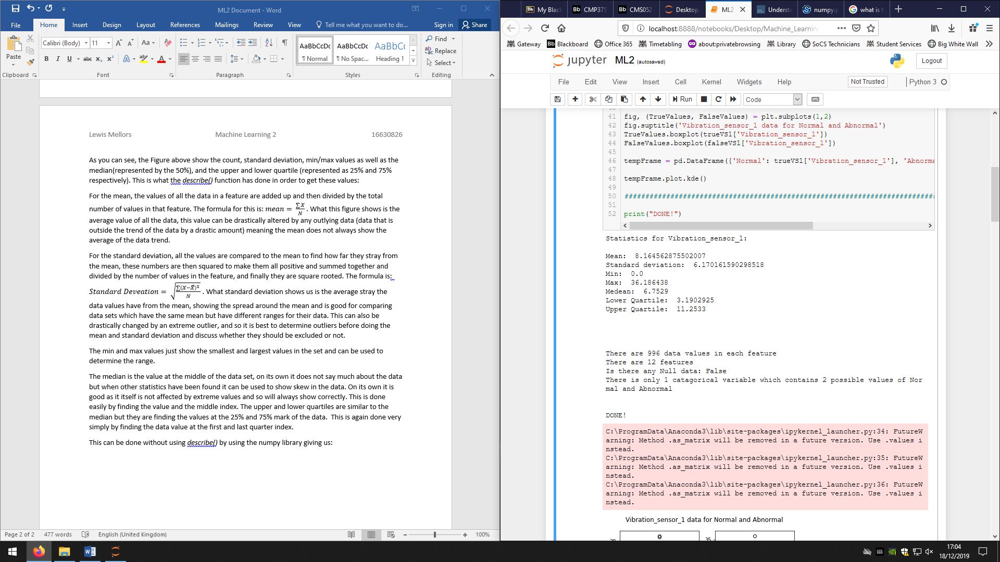 ML2 Document - Word
File Home Insert Design Layout References Mailings Review View Tell me what you want to do... Sign in Share
Paste
Calibri (Body) 11
Aa
B I U abc x₂ x²
AaBbCcDc AaBbCcDc AaBbCc
¶ Normal ¶ No Spac... Heading 1
Find
Replace
Select
Clipboard Font Paragraph Styles Editing
Lewis Mellors Machine Learning 2 16630826
As you can see, the Figure above show the count, standard deviation, min/max values as well as the
median(represented by the 50%), and the upper and lower quartile (represented as 25% and 75%
respectively). This is what the describe() function has done in order to get these values:
For the mean, the values of all the data in a feature are added up and then divided by the total
number of values in that feature. The formula for this is: mean = ∑X/N . What this figure shows is the
average value of all the data, this value can be drastically altered by any outlying data (data that is
outside the trend of the data by a drastic amount) meaning the mean does not always show the
average of the data trend.
For the standard deviation, all the values are compared to the mean to find how far they stray from
the mean, these numbers are then squared to make them all positive and summed together and
divided by the number of values in the feature, and finally they are square rooted. The formula is:
Standard Deveation = √(∑(X−X̄)²/N) . What standard deviation shows us is the average stray the
data values have from the mean, showing the spread around the mean and is good for comparing
data sets which have the same mean but have different ranges for their data. This can also be
drastically changed by an extreme outlier, and so it is best to determine outliers before doing the
mean and standard deviation and discuss whether they should be excluded or not.
The min and max values just show the smallest and largest values in the set and can be used to
determine the range.
The median is the value at the middle of the data set, on its own it does not say much about the data
but when other statistics have been found it can be used to show skew in the data. On its own it is
good as it itself is not affected by extreme values and so will always show correctly. This is done
easily by finding the value and the middle index. The upper and lower quartiles are similar to the
median but they are finding the values at the 25% and 75% mark of the data.  This is again done very
simply by finding the data value at the first and last quarter index.
This can be done without using describe() by using the numpy library giving us:
Page 2 of 2 477 words English (United Kingdom) 100%
Bb My Blac Bb CMP375 Bb CMS052 Desktop ML2 Understa numpy.p what is t
localhost:8888/notebooks/Desktop/Machine_Learnin
Gateway Bb Blackboard Office 365 Timetabling about:privatebrowsing Library SoCS Technicians Student Services Big White Wall
jupyter ML2 (autosaved) Logout
File Edit View Insert Cell Kernel Widgets Help Not Trusted Python 3
Run Code
41 fig, (TrueValues, FalseValues) = plt.subplots(1,2)
42 fig.suptitle('Vibration_sensor_1 data for Normal and Abnormal')
43 TrueValues.boxplot(trueVS1['Vibration_sensor_1'])
44 FalseValues.boxplot(falseVS1['Vibration_sensor_1'])
45
46 tempFrame = pd.DataFrame({'Normal': trueVS1['Vibration_sensor_1'], 'Abnorma
47
48 tempFrame.plot.kde()
49
50 ###########################################################################
51
52 print("DONE!")
Statistics for Vibration_sensor_1:
Mean:  8.164562875502007
Standard deviation:  6.170161590298518
Min:  0.0
Max:  36.186438
Medean:  6.7529
Lower Quartile:  3.1902925
Upper Quartile:  11.2533
There are 996 data values in each feature
There are 12 features
Is there any Null data: False
There is only 1 catagorical variable which contains 2 possible values of Nor
mal and Abnormal
DONE!
C:\ProgramData\Anaconda3\lib\site-packages\ipykernel_launcher.py:34: FutureW
arning: Method .as_matrix will be removed in a future version. Use .values i
nstead.
C:\ProgramData\Anaconda3\lib\site-packages\ipykernel_launcher.py:35: FutureW
arning: Method .as_matrix will be removed in a future version. Use .values i
nstead.
C:\ProgramData\Anaconda3\lib\site-packages\ipykernel_launcher.py:36: FutureW
arning: Method .as_matrix will be removed in a future version. Use .values i
nstead.
Vibration_sensor_1 data for Normal and Abnormal
17:04
18/12/2019